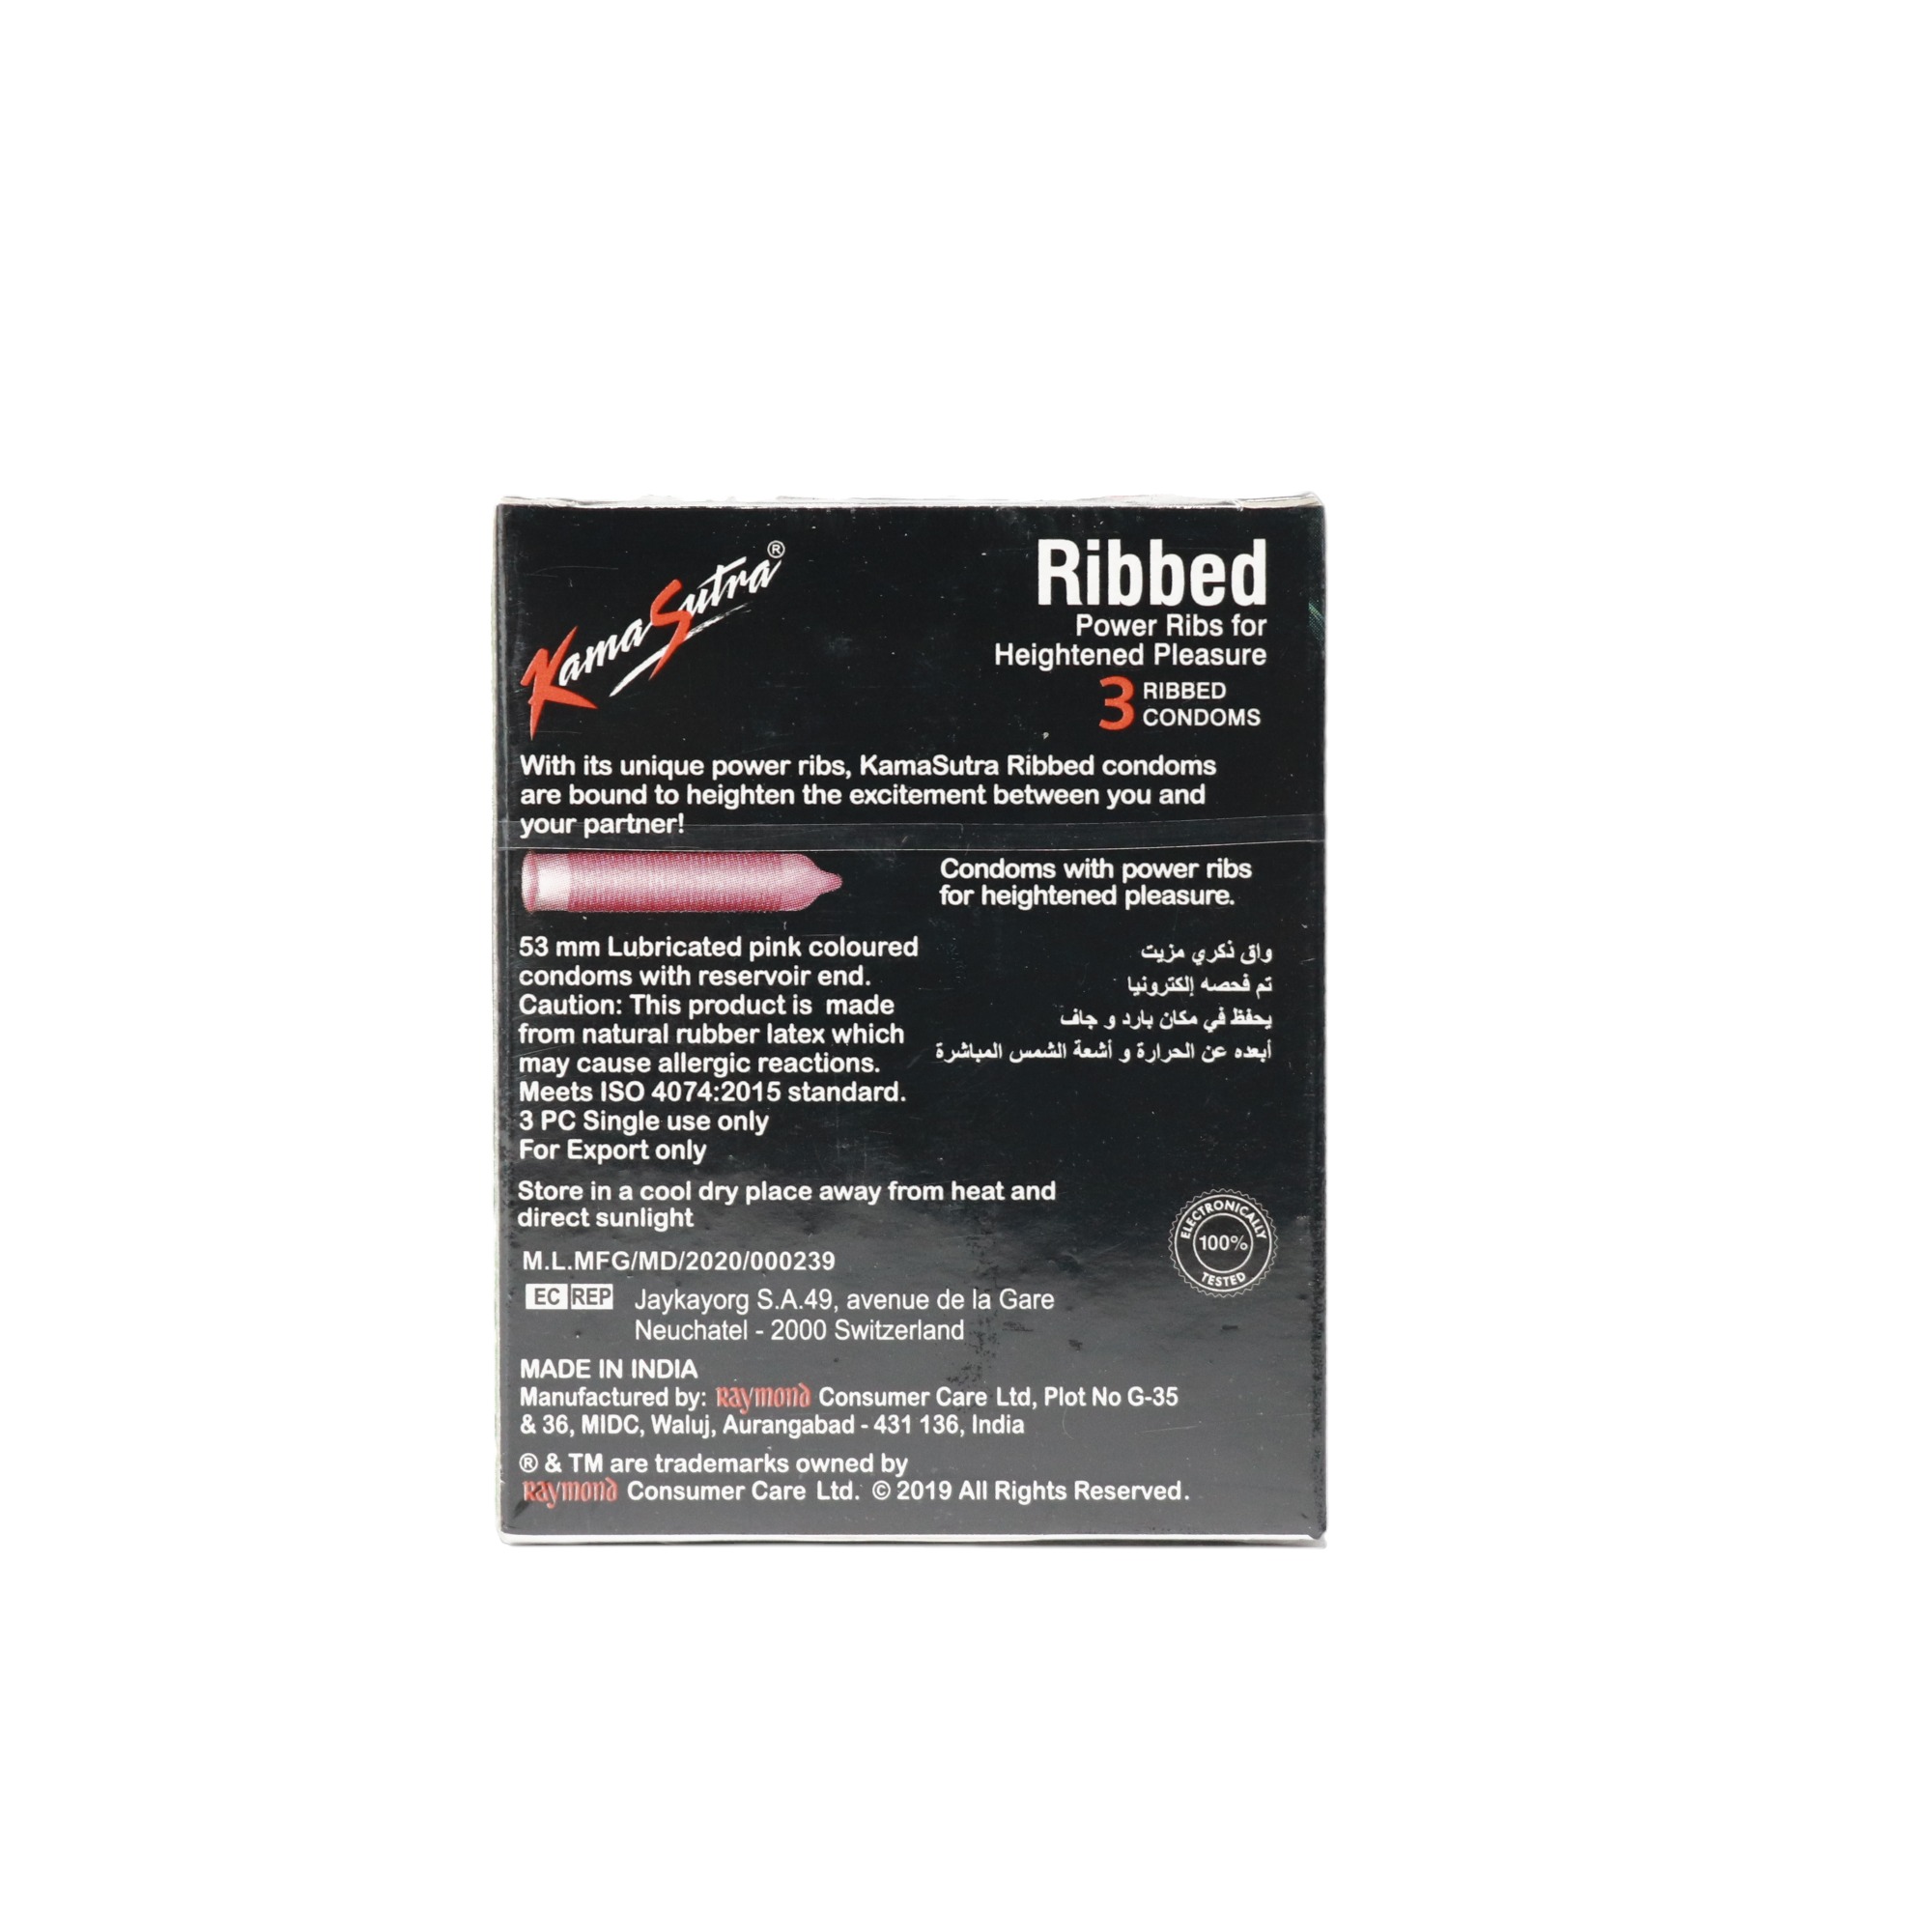 KamaSutra®
Ribbed
Power Ribs for
Heightened Pleasure
3 RIBBED
CONDOMS
With its unique power ribs, KamaSutra Ribbed condoms
are bound to heighten the excitement between you and
your partner!
Condoms with power ribs
for heightened pleasure.
53 mm Lubricated pink coloured
condoms with reservoir end.
Caution: This product is made
from natural rubber latex which
may cause allergic reactions.
Meets ISO 4074:2015 standard.
3 PC Single use only
For Export only
واق ذكري مزيت
تم فحصه إلكترونيا
يحفظ في مكان بارد و جاف
أبعده عن الحرارة و أشعة الشمس المباشرة
Store in a cool dry place away from heat and
direct sunlight
ELECTRONICALLY
100%
TESTED
M.L.MFG/MD/2020/000239
EC REP Jaykayorg S.A.49, avenue de la Gare
Neuchatel - 2000 Switzerland
MADE IN INDIA
Manufactured by: Raymond Consumer Care Ltd, Plot No G-35
& 36, MIDC, Waluj, Aurangabad - 431 136, India
® & TM are trademarks owned by
Raymond Consumer Care Ltd. © 2019 All Rights Reserved.